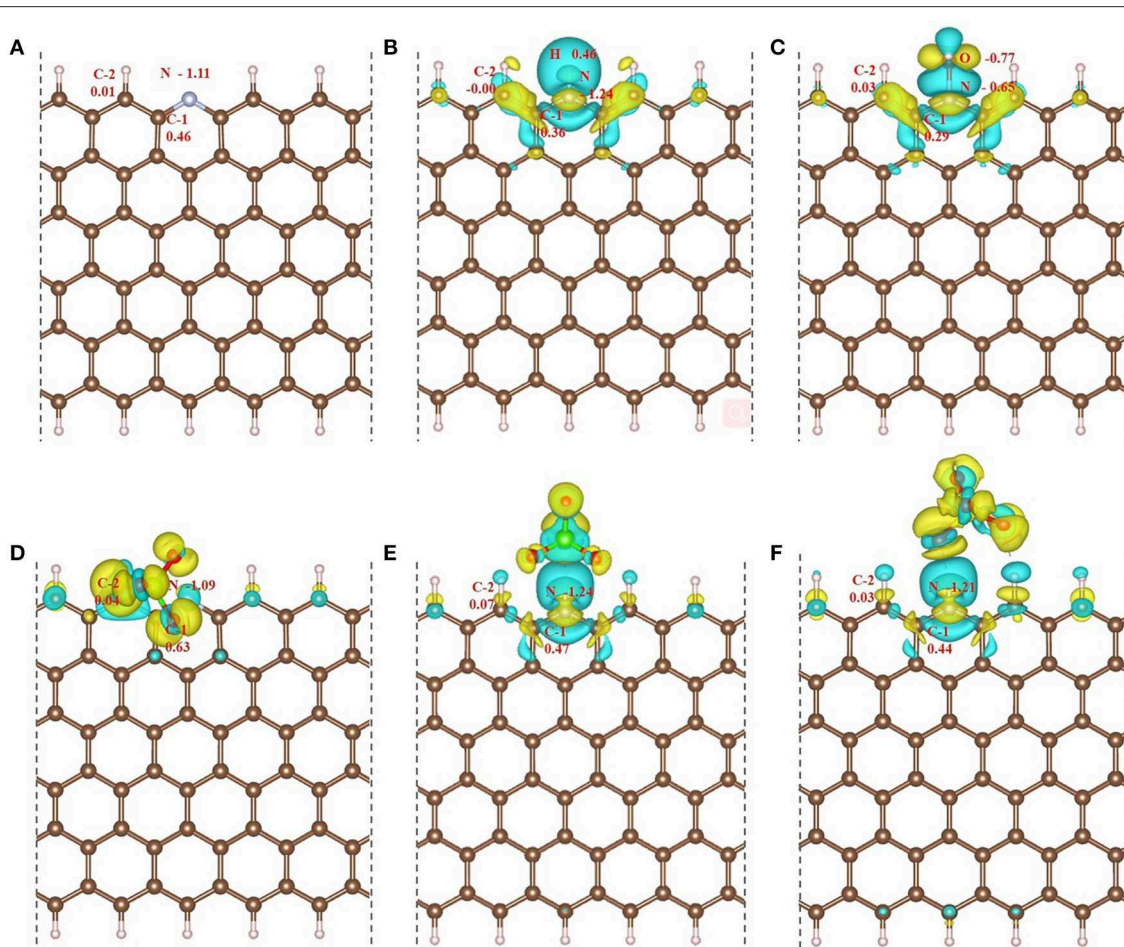 A
C-2
0.01
N - 1.11
C-1
0.46
B
H 0.46
C-2
-0.00
N
1.24
C-1
0.36
C
C-2
0.03
O -0.77
N - 0.65
C-1
0.29
D
C-2
0.04
N -1.09
0.63
E
C-2
0.07
N -1.24
C-1
0.47
F
C-2
0.03
N -1.21
C-1
0.44